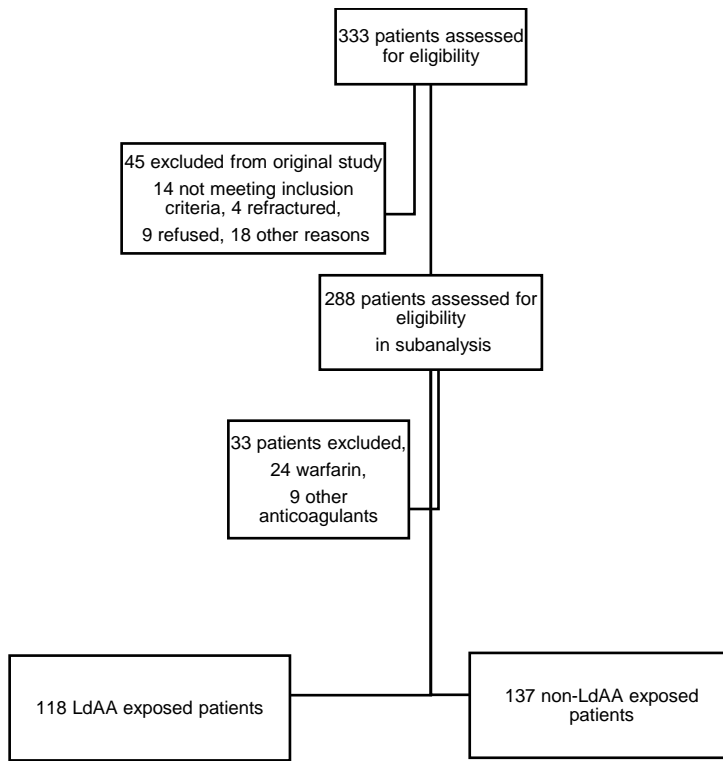 333 patients assessed
for eligibility
45 excluded from original study
14 not meeting inclusion
criteria, 4 refractured,
9 refused, 18 other reasons
288 patients assessed for
eligibility
in subanalysis
33 patients excluded,
24 warfarin,
9 other
anticoagulants
118 LdAA exposed patients
137 non-LdAA exposed
patients